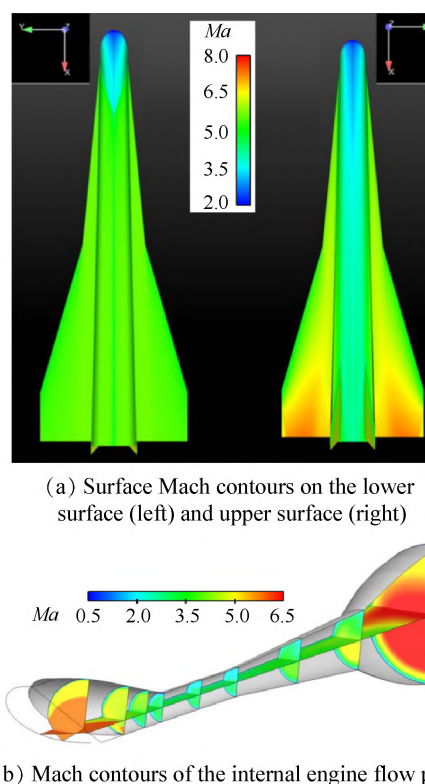 Y
Z
X
Ma
8.0
6.5
5.0
3.5
2.0
Z
X
(a) Surface Mach contours on the lower
surface (left) and upper surface (right)
Ma
0.5 2.0 3.5 5.0 6.5
b) Mach contours of the internal engine flow p